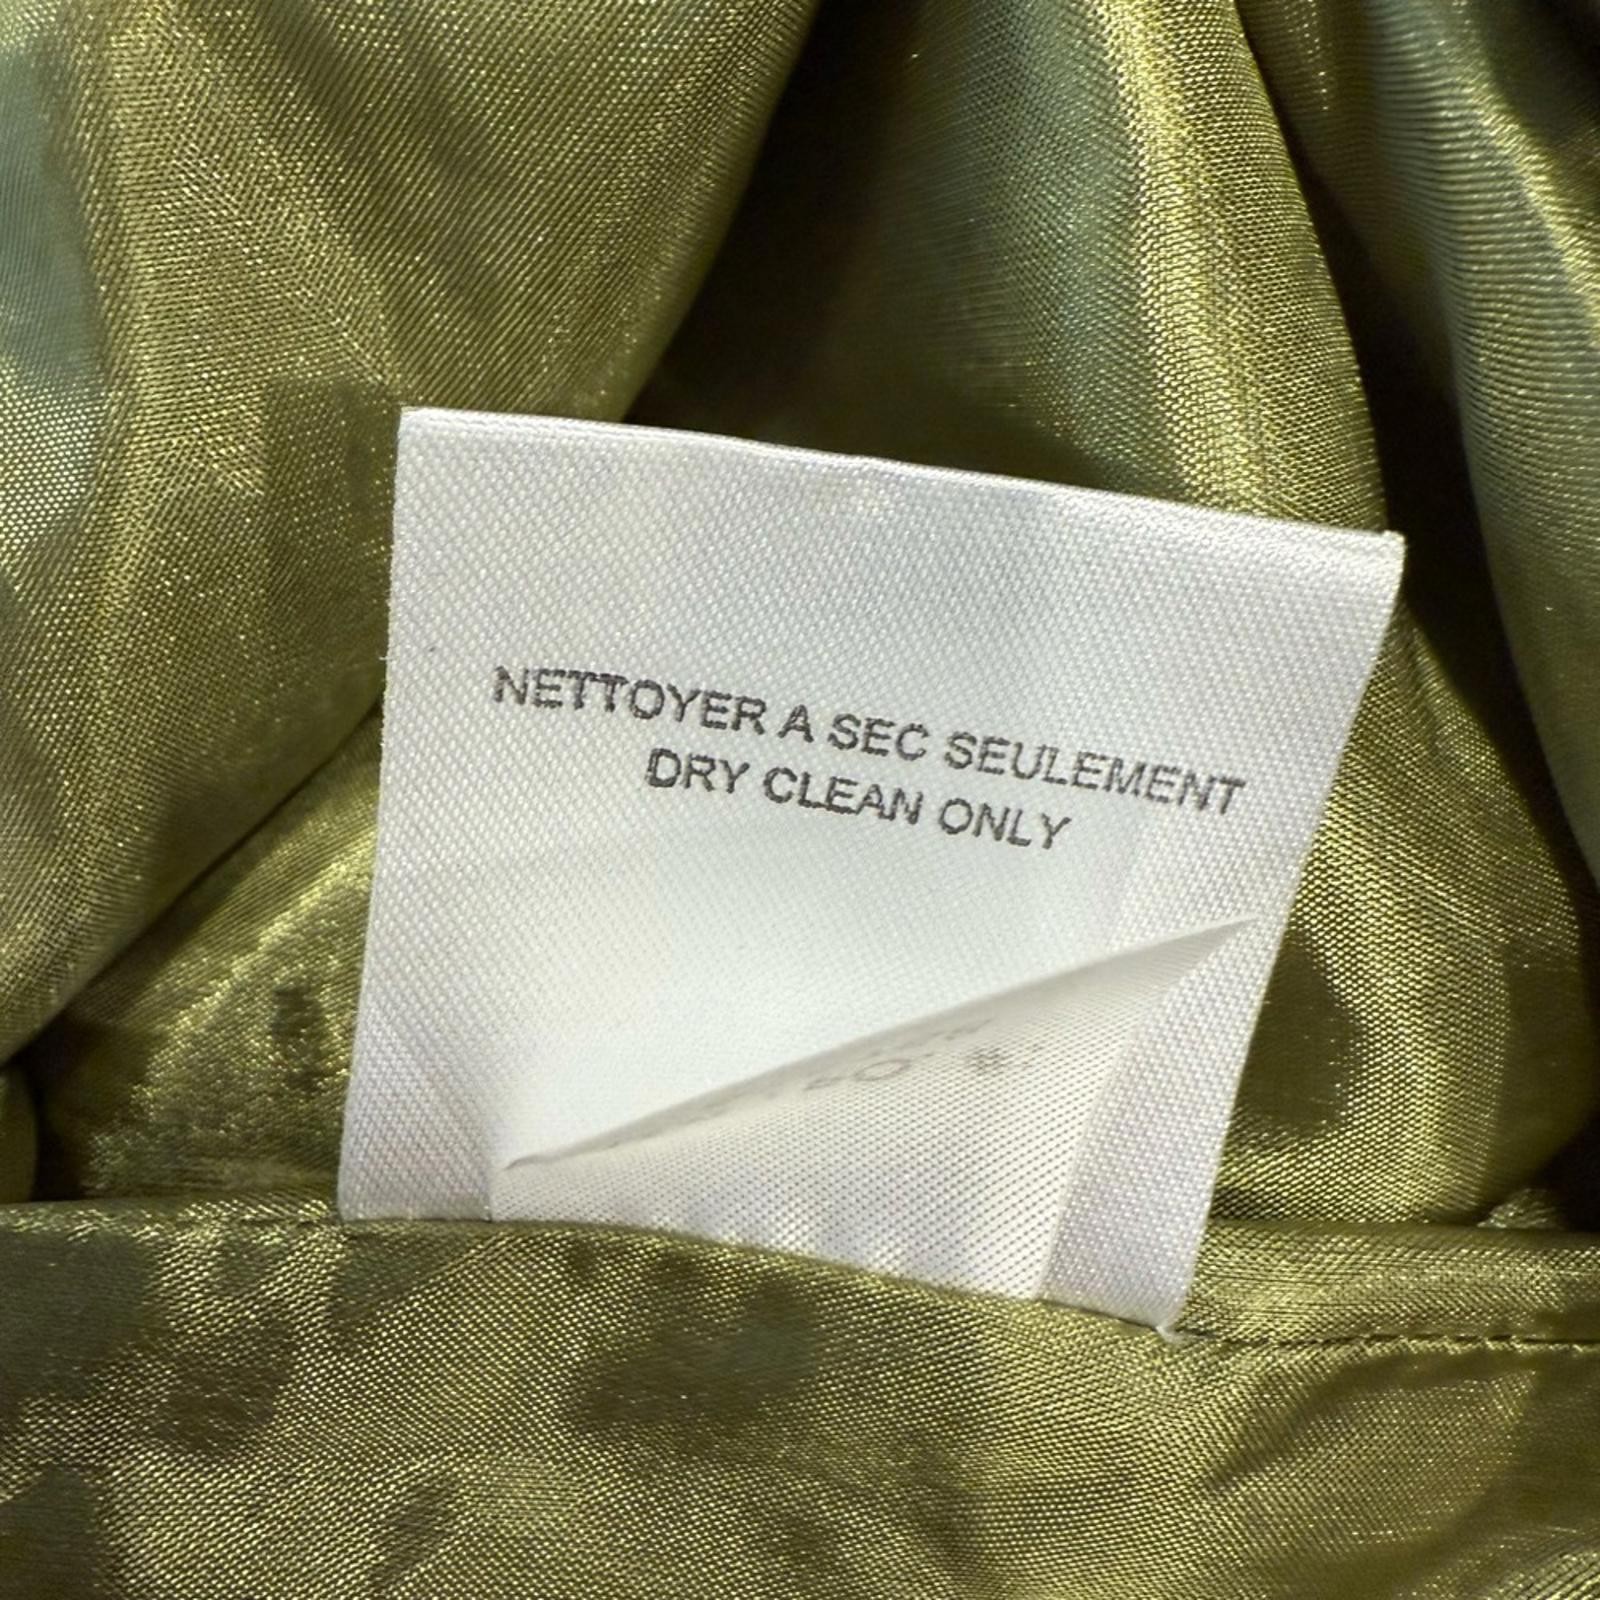 NETTOYER A SEC SEULEMENT
DRY CLEAN ONLY